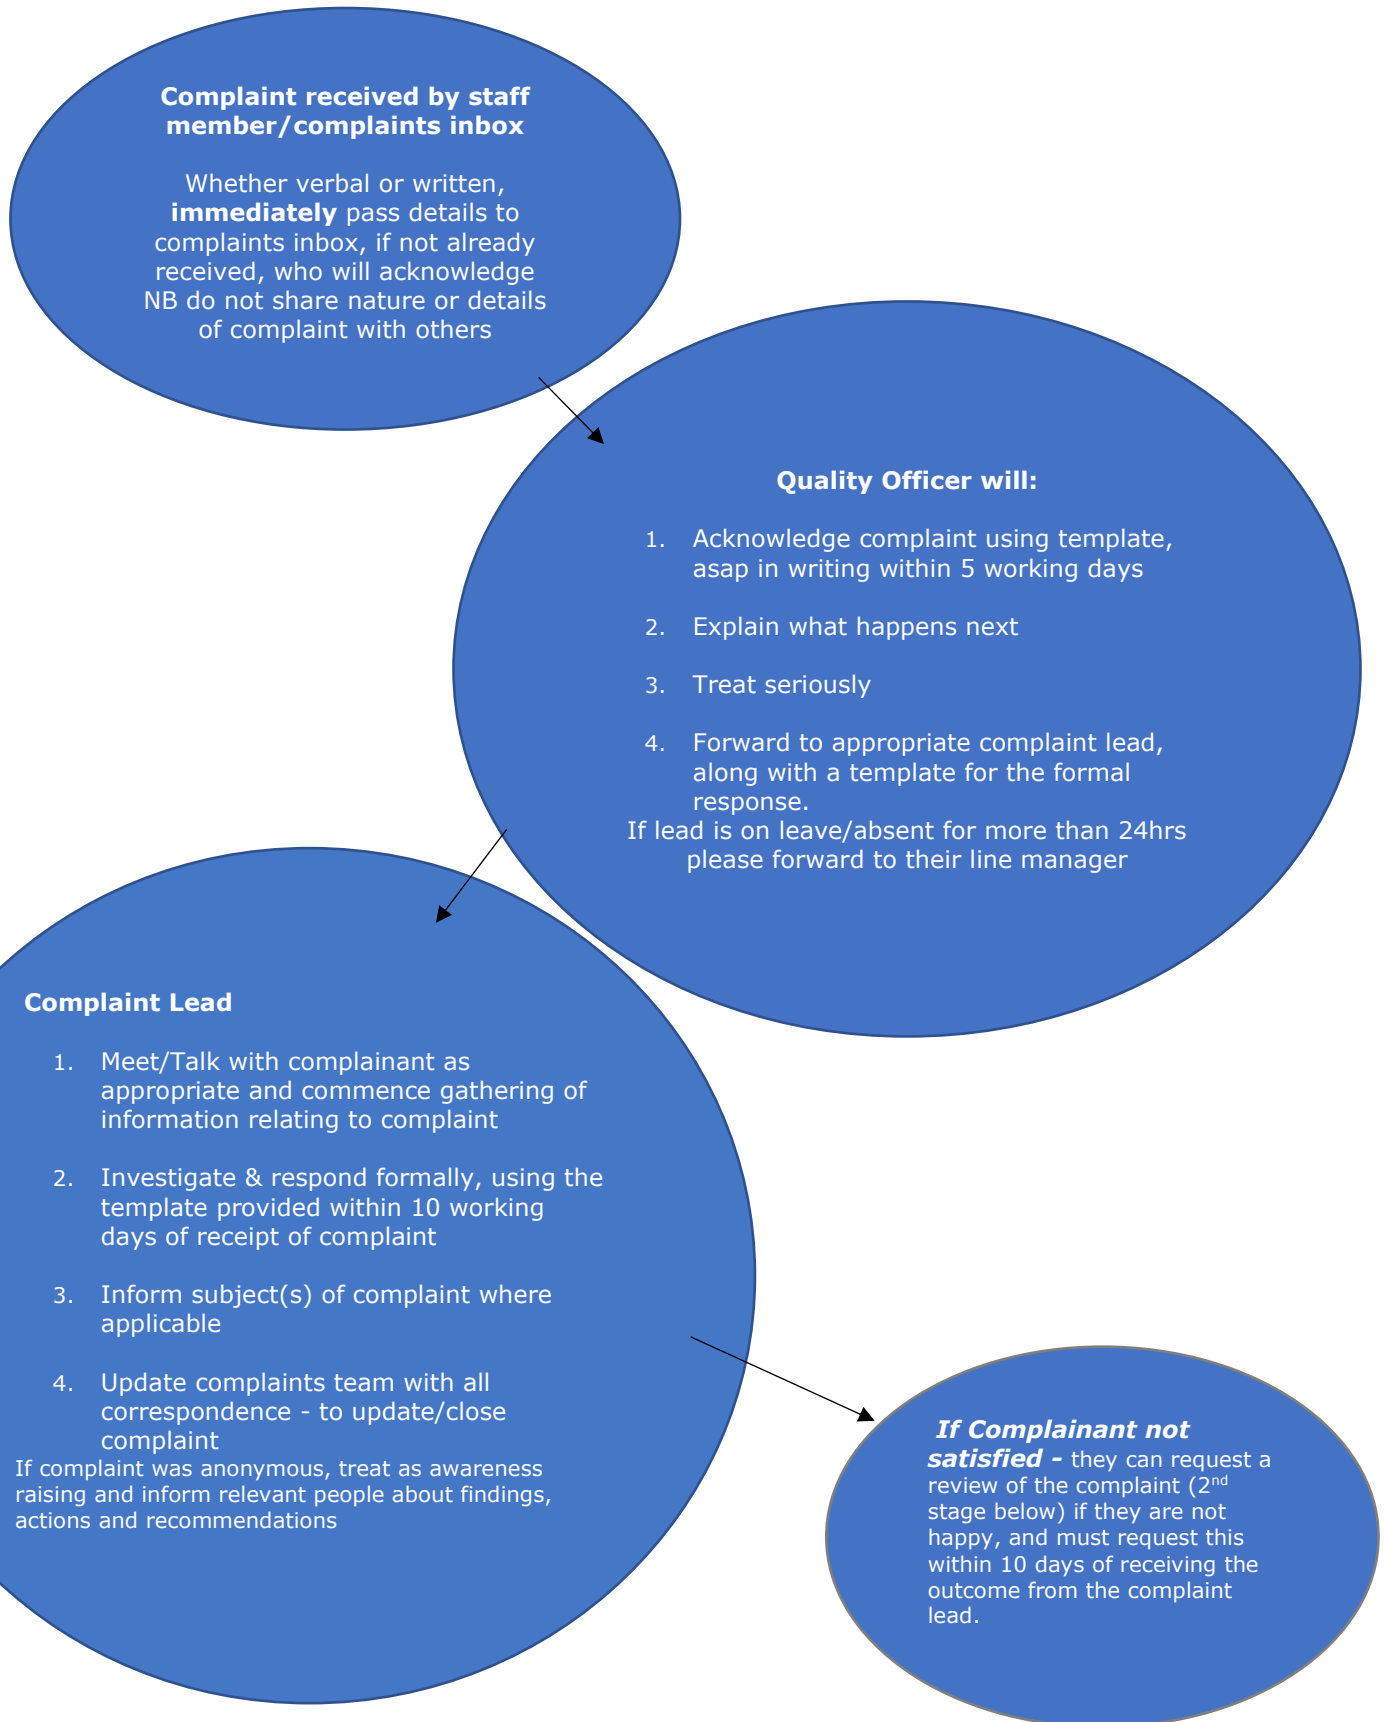 Complaint received by staff
member/complaints inbox
Whether verbal or written,
immediately pass details to
complaints inbox, if not already
received, who will acknowledge
NB do not share nature or details
of complaint with others
Quality Officer will:
1. Acknowledge complaint using template,
asap in writing within 5 working days
2. Explain what happens next
3. Treat seriously
4. Forward to appropriate complaint lead,
along with a template for the formal
response.
If lead is on leave/absent for more than 24hrs
please forward to their line manager
Complaint Lead
1. Meet/Talk with complainant as
appropriate and commence gathering of
information relating to complaint
2. Investigate & respond formally, using the
template provided within 10 working
days of receipt of complaint
3. Inform subject(s) of complaint where
applicable
4. Update complaints team with all
correspondence - to update/close
complaint
If complaint was anonymous, treat as awareness
raising and inform relevant people about findings,
actions and recommendations
If Complainant not
satisfied – they can request a
review of the complaint (2nd
stage below) if they are not
happy, and must request this
within 10 days of receiving the
outcome from the complaint
lead.